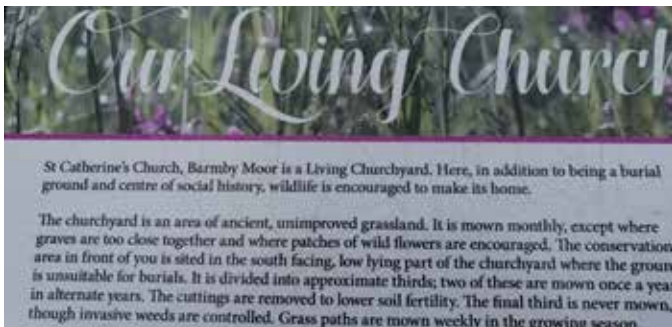 Our Living Church
St Catherine's Church, Barmby Moor is a Living Churchyard. Here, in addition to being a burial
ground and centre of social history, wildlife is encouraged to make its home.
The churchyard is an area of ancient, unimproved grassland. It is mown monthly, except where
graves are too close together and where patches of wild flowers are encouraged. The conservation
area in front of you is sited in the south facing, low lying part of the churchyard where the groun
is unsuitable for burials. It is divided into approximate thirds; two of these are mown once a yea
in alternate years. The cuttings are removed to lower soil fertility. The final third is never mown
though invasive weeds are controlled. Grass paths are mown weekly in the growing season